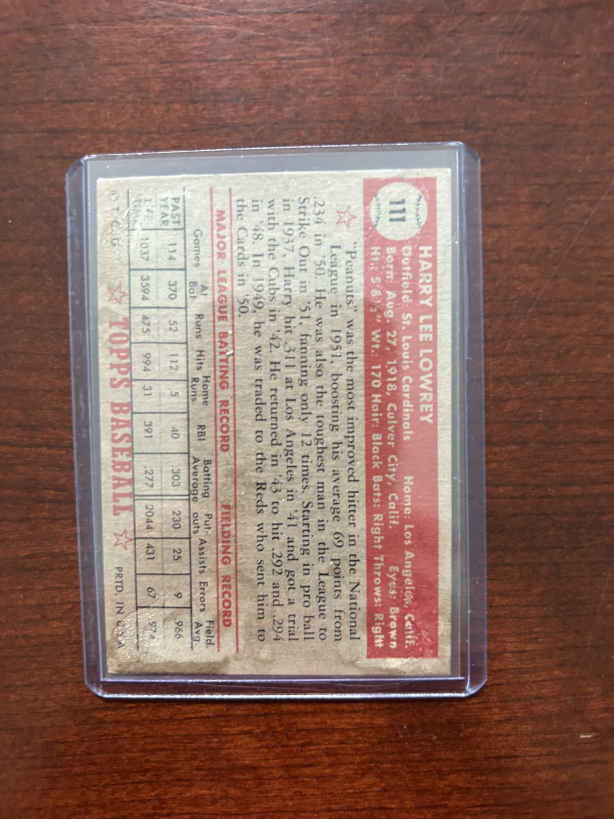 111
HARRY LEE LOWREY
Outfield: St. Louis Cardinals Home: Los Angeles, Calif.
Born: Aug. 27, 1918, Culver City, Calif. Eyes: Brown
Ht.: 5'8½" Wt.: 170 Hair: Black Bats: Right Throws: Right
"Peanuts" was the most improved hitter in the National
League in 1951, boosting his average 69 points from
.234 in '50. He was also the toughest man in the League to
Strike Out in '51, fanning only 12 times. Starting in pro ball
in 1937, Harry hit .311 at Los Angeles in '41 and got a trial
with the Cubs in '42. He returned in '43 to hit .292 and .294
in '48. In 1949, he was traded to the Reds who sent him to
the Cards in '50.
MAJOR LEAGUE BATTING RECORD FIELDING RECORD
Games At Bat Runs Hits Home Runs RBI Batting Average Put outs Assists Errors Field. Avg.
PAST YEAR 114 370 52 112 5 40 .303 230 25 9 .966
LIFE TIME 1037 3594 475 994 31 391 .277 2044 431 67 .974
© T.C.G. TOPPS BASEBALL PRTD. IN U.S.A.